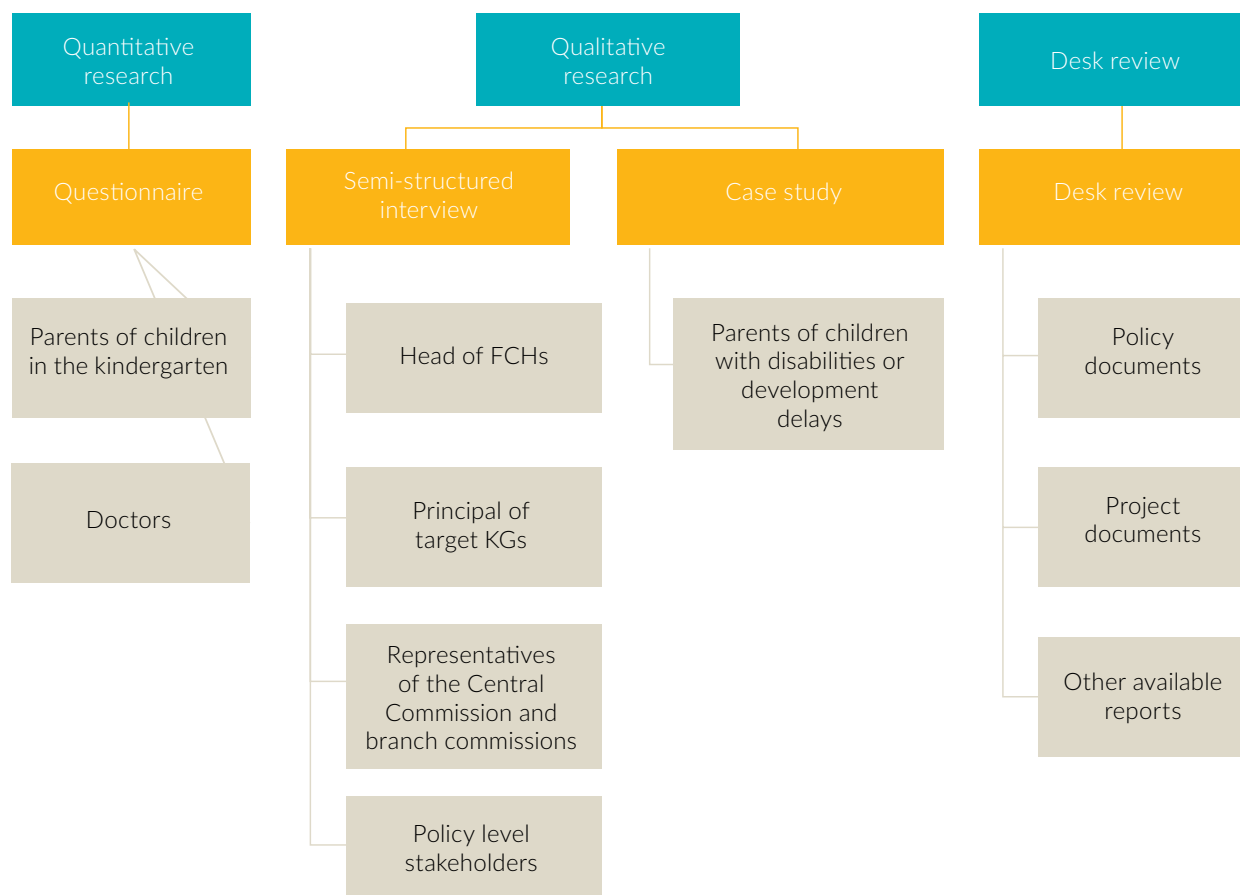 Quantitative
research
Qualitative
research
Desk review
Questionnaire
Semi-structured
interview
Case study
Desk review
Parents of children
in the kindergarten
Doctors
Head of FCHs
Principal of
target KGs
Representatives
of the Central
Commission and
branch commissions
Policy level
stakeholders
Parents of children
with disabilities or
development
delays
Policy
documents
Project
documents
Other available
reports